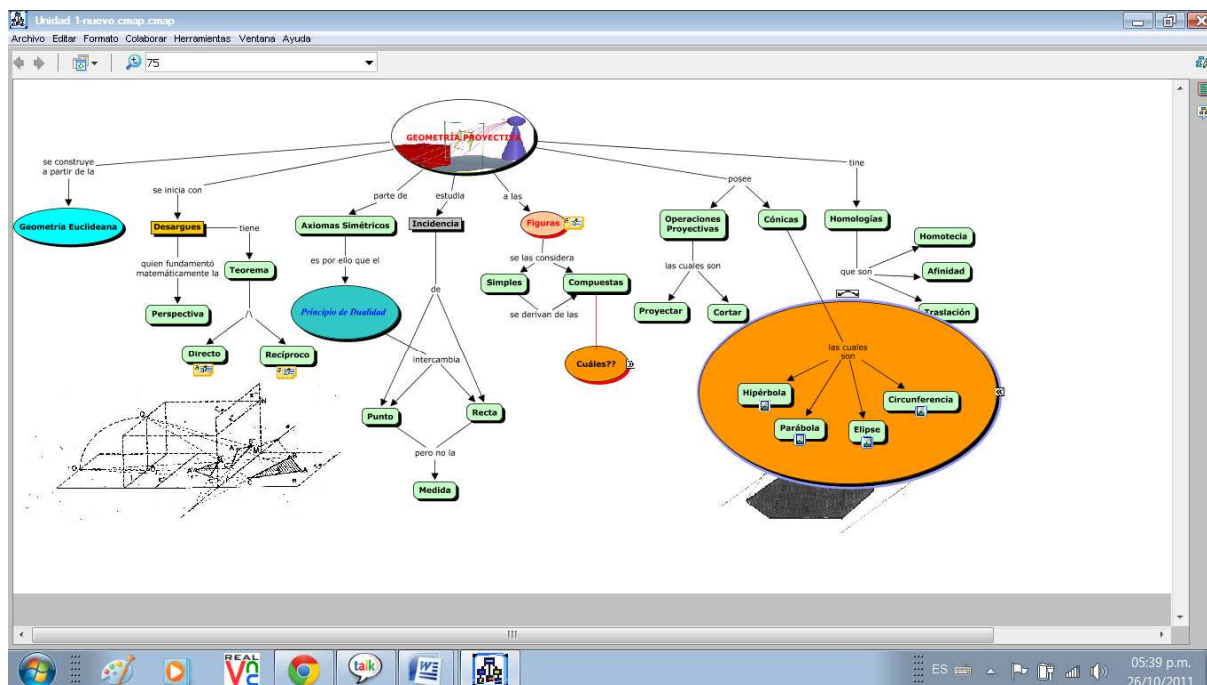 Unidad 1-nuevo.cmap.cmap
Archivo Editar Formato Colaborar Herramientas Ventana Ayuda
75
GEOMETRÍA PROYECTIVA
se construye
a partir de la
Geometría Euclídeana
se inicia con
Desargues
quien fundamentó
matemáticamente la
Perspectiva
tiene
Teorema
Directo
Recíproco
parte de
Axiomas Simétricos
es por ello que el
Principio de Dualidad
intercambia
estudia
Incidencia
de
Punto
Recta
pero no la
Medida
a las
Figuras
se las considera
Simples
Compuestas
se derivan de las
Cuáles??
posee
Operaciones
Proyectivas
las cuales son
Proyectar
Cortar
Cónicas
las cuales
son
Hipérbola
Parábola
Elipse
Circunferencia
tine
Homologías
que son
Homotecia
Afinidad
Traslación
REAL
talk
ES
05:39 p.m.
26/10/2011